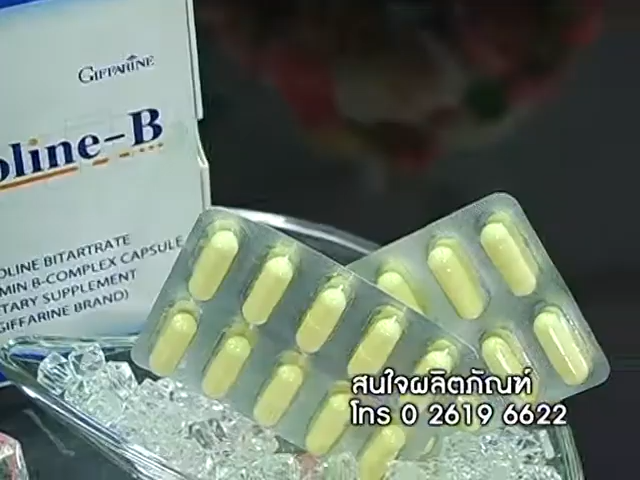 GIFFARINE
oline-B
OLINE BITARTRATE
MIN B-COMPLEX CAPSULE
TARY SUPPLEMENT
GIFFARINE BRAND)
สนใจผลิตภัณฑ์
โทร 0 2619 6622